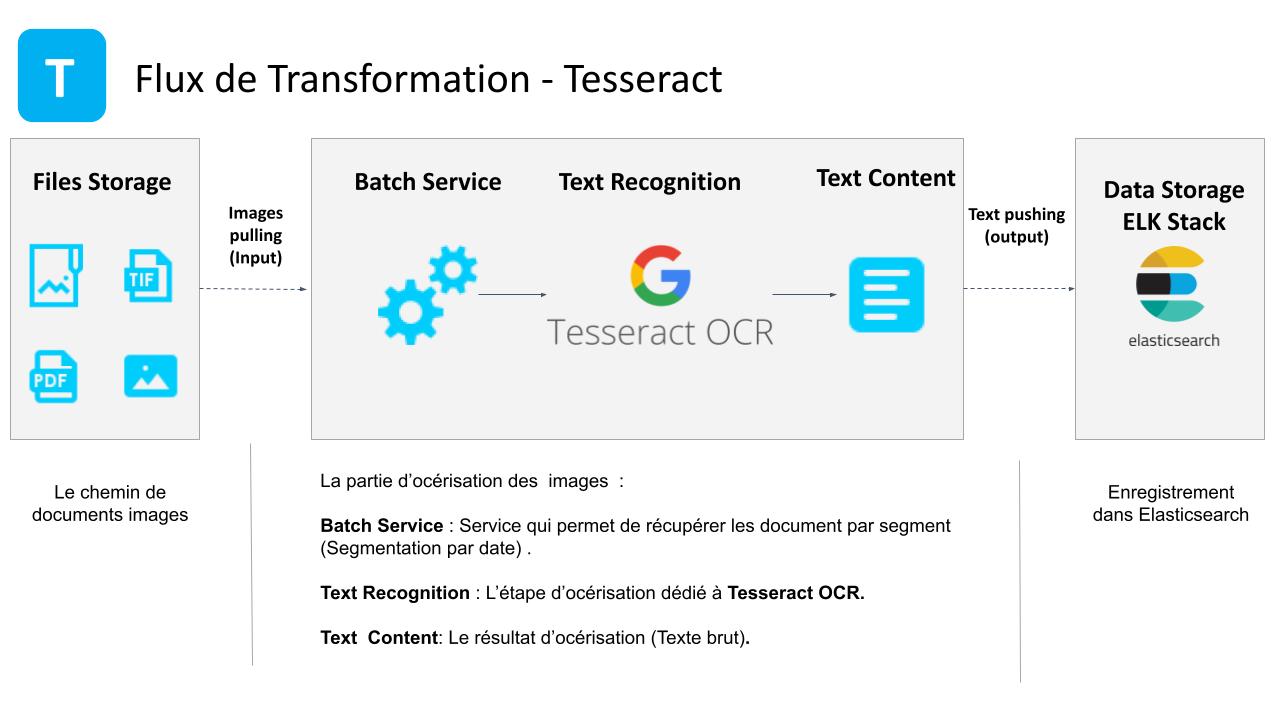 T
Flux de Transformation - Tesseract
Files Storage
TIF
PDF
Images
pulling
(Input)
Batch Service
Text Recognition
Text Content
G
Tesseract OCR
Text pushing
(output)
Data Storage
ELK Stack
elasticsearch
Le chemin de
documents images
La partie d’océrisation des  images  :
Batch Service : Service qui permet de récupérer les document par segment
(Segmentation par date) .
Text Recognition : L’étape d’océrisation dédié à Tesseract OCR.
Text  Content: Le résultat d’océrisation (Texte brut).
Enregistrement
dans Elasticsearch